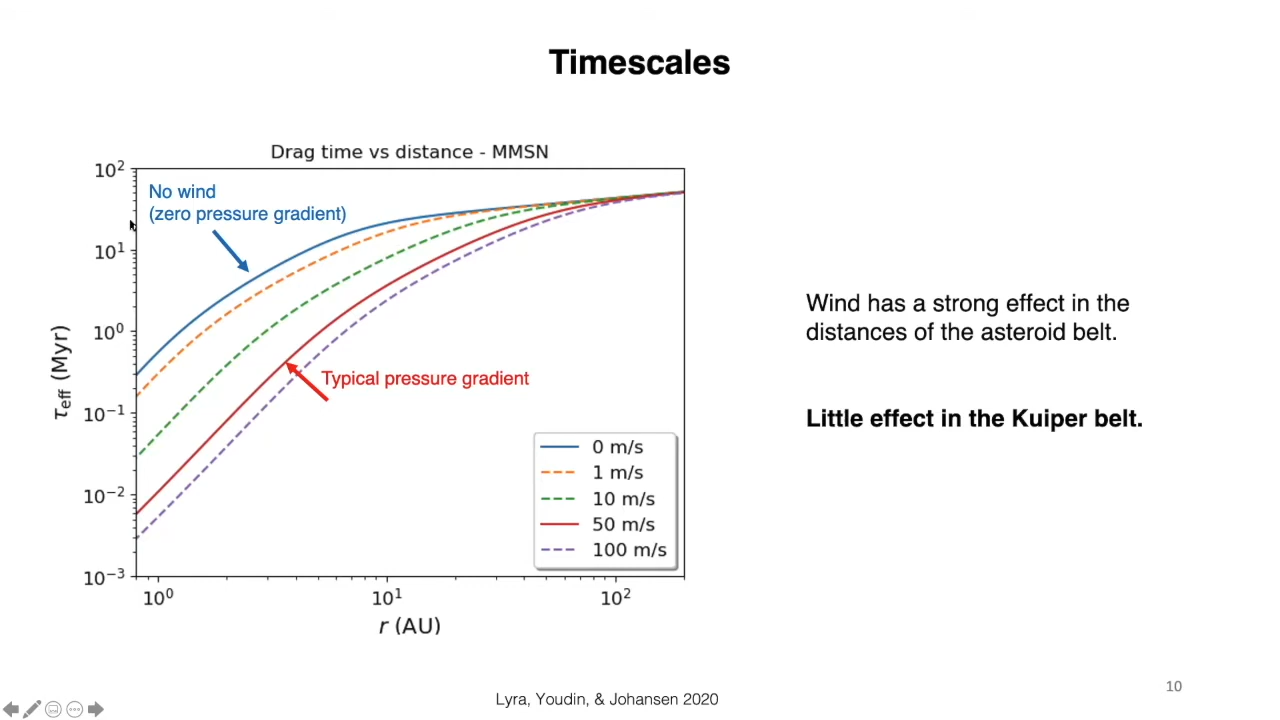 Timescales
Drag time vs distance - MMSN
No wind
(zero pressure gradient)
Typical pressure gradient
10²
10¹
10⁰
10⁻¹
10⁻²
10⁻³
τeff (Myr)
10⁰ 10¹ 10²
r (AU)
0 m/s
1 m/s
10 m/s
50 m/s
100 m/s
Wind has a strong effect in the
distances of the asteroid belt.
Little effect in the Kuiper belt.
Lyra, Youdin, & Johansen 2020
10